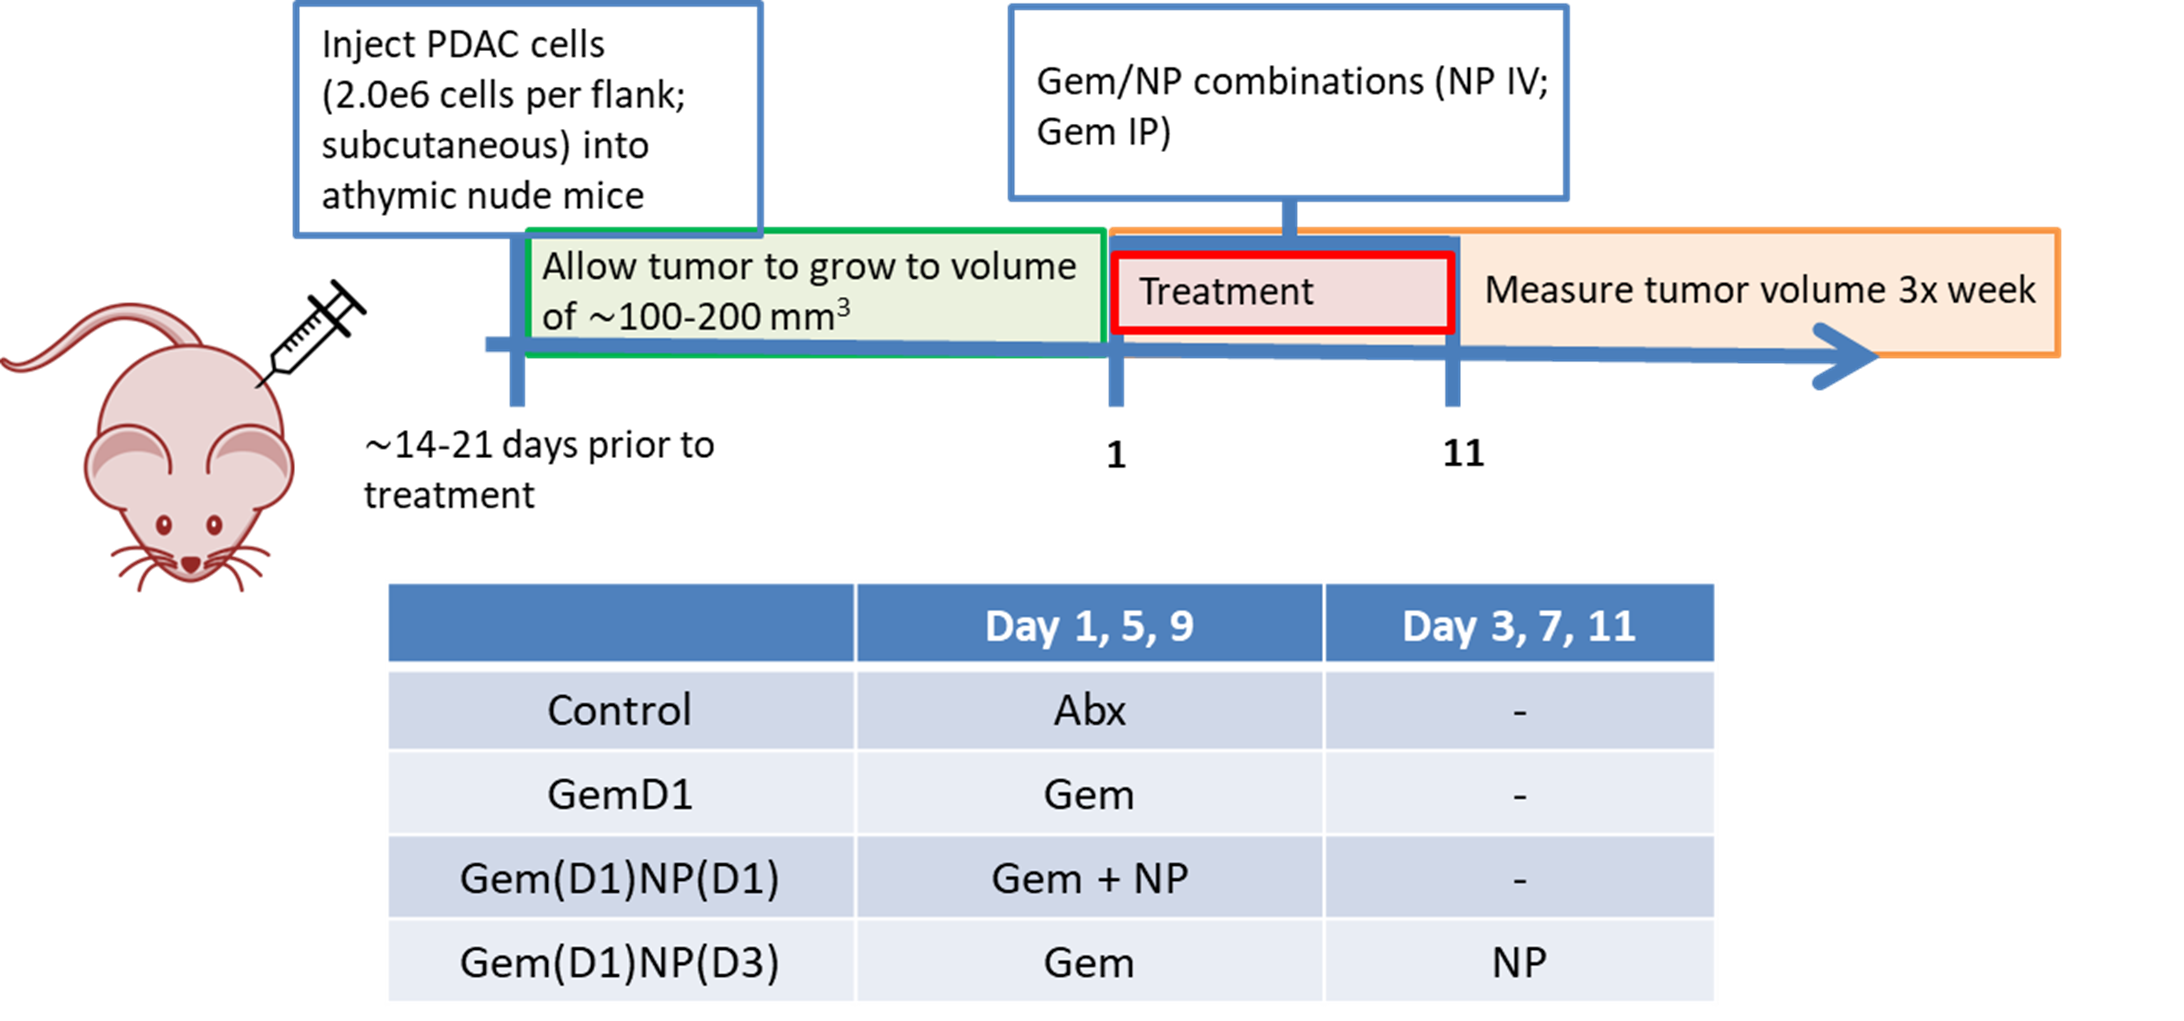 Inject PDAC cells
(2.0e6 cells per flank;
subcutaneous) into
athymic nude mice
Gem/NP combinations (NP IV;
Gem IP)
Allow tumor to grow to volume
of ~100-200 mm³
Treatment
Measure tumor volume 3x week
~14-21 days prior to
treatment
1
11
Day 1, 5, 9 Day 3, 7, 11
Control Abx -
GemD1 Gem -
Gem(D1)NP(D1) Gem + NP -
Gem(D1)NP(D3) Gem NP